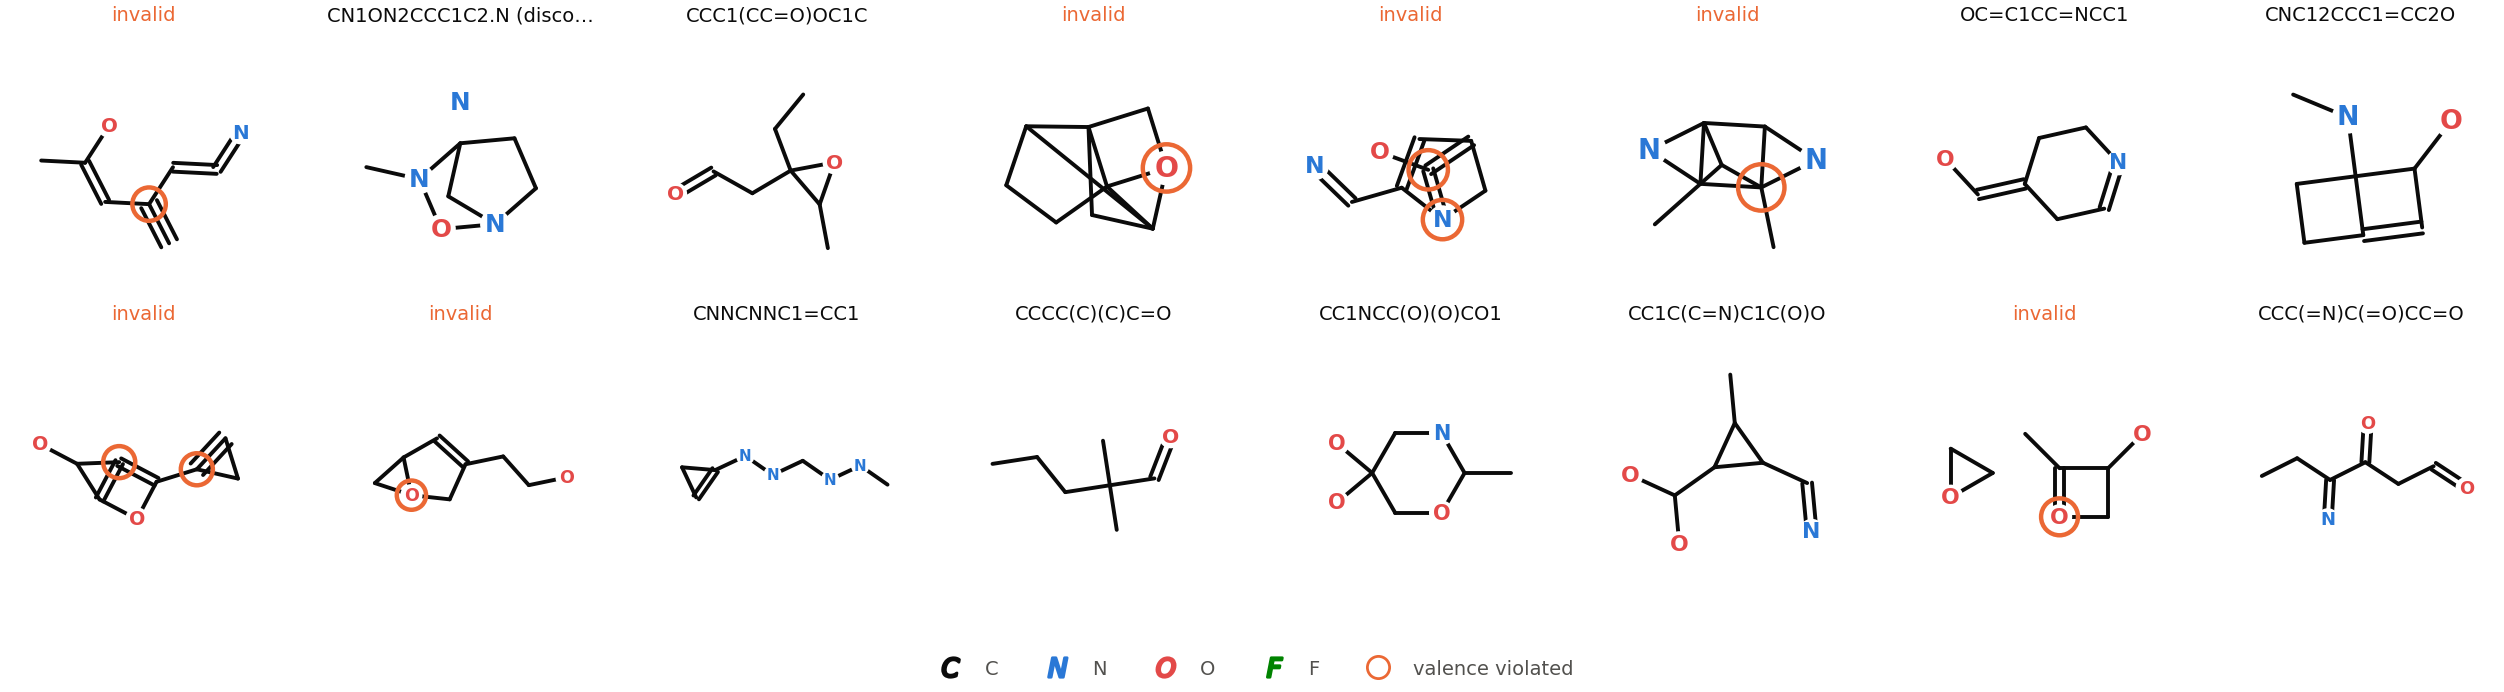 invalid
CN1ON2CCC1C2.N (disco...
CCC1(CC=O)OC1C
invalid
invalid
invalid
OC=C1CC=NCC1
CNC12CCC1=CC2O
O
N
N
N
O
N
O
O
O
N
O
N
N
N
O
N
N
O
invalid
invalid
CNNCNNC1=CC1
CCCC(C)(C)C=O
CC1NCC(O)(O)CO1
CC1C(C=N)C1C(O)O
invalid
CCC(=N)C(=O)CC=O
O
O
O
O
N
N
N
N
O
O
O
N
O
O
O
N
O
O
O
O
N
O
C C N N O O F F valence violated